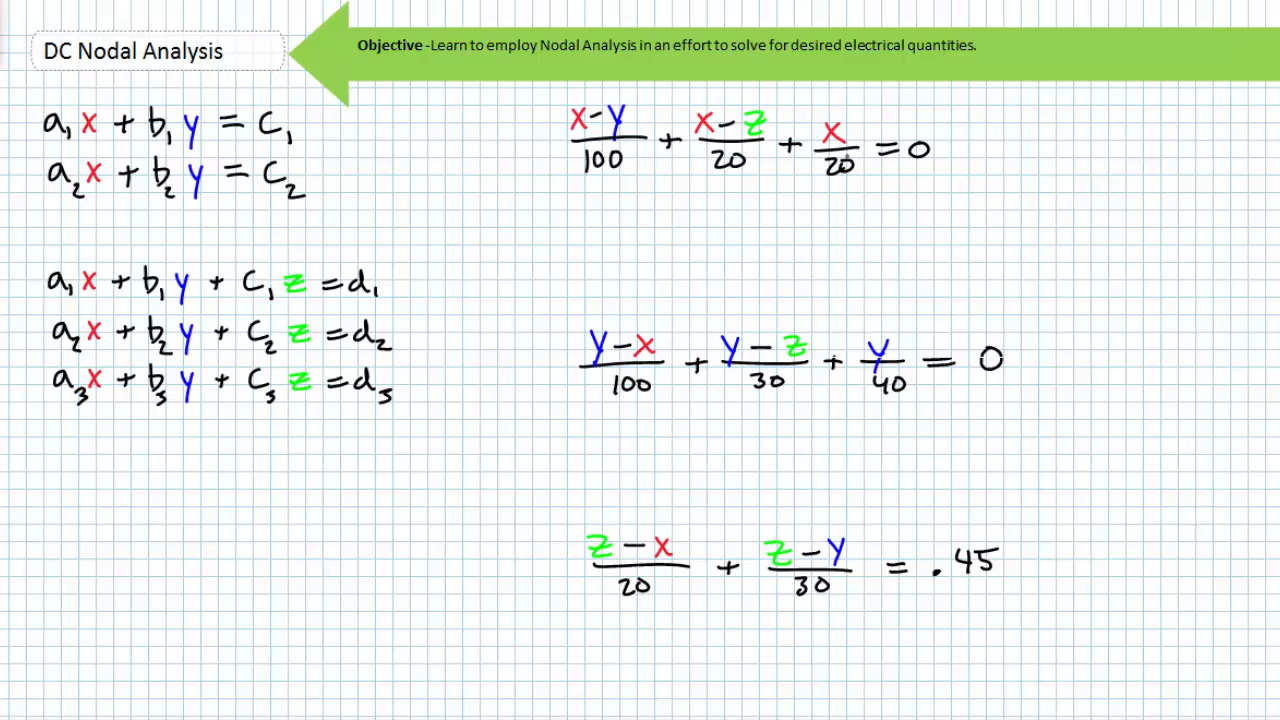 DC Nodal Analysis
Objective -Learn to employ Nodal Analysis in an effort to solve for desired electrical quantities.
a₁x + b₁y = c₁
a₂x + b₂y = c₂
a₁x + b₁y + c₁z = d₁
a₂x + b₂y + c₂z = d₂
a₃x + b₃y + c₃z = d₃
(x-y)/100 + (x-z)/20 + x/20 = 0
(y-x)/100 + (y-z)/30 + y/40 = 0
(z-x)/20 + (z-y)/30 = .45